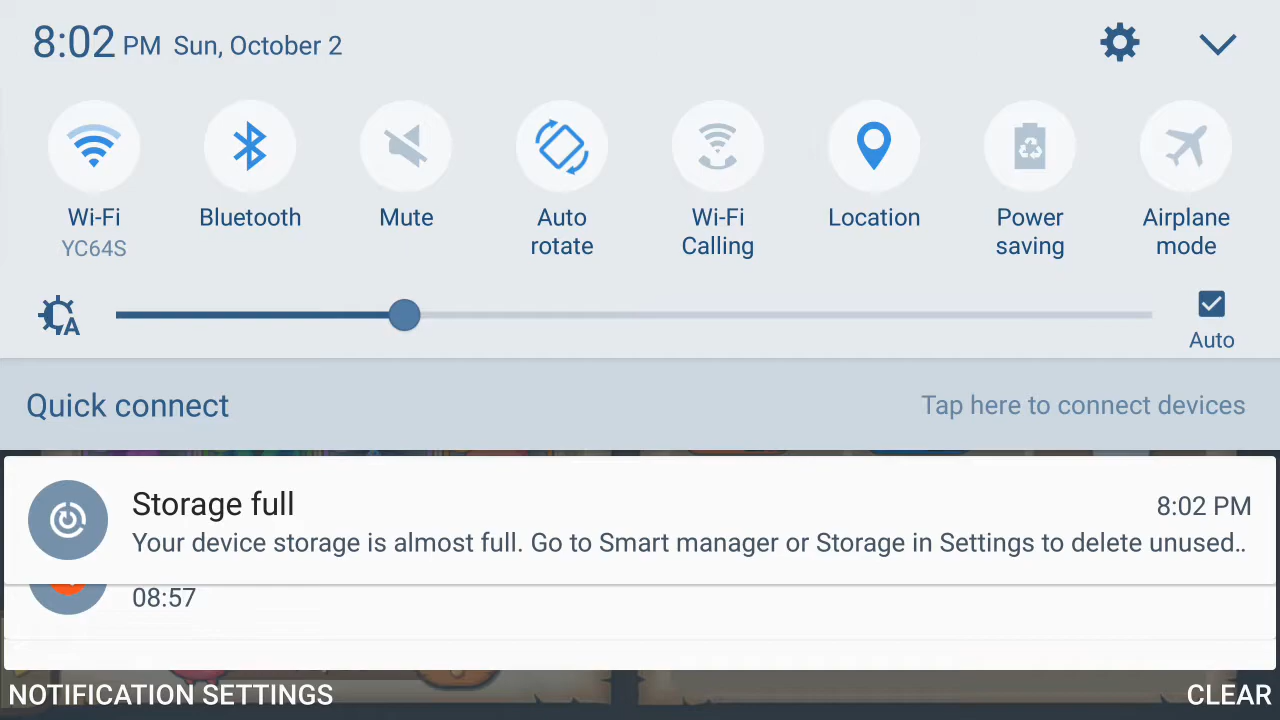 8:02 PM Sun, October 2
Wi-Fi
YC64S
Bluetooth
Mute
Auto
rotate
Wi-Fi
Calling
Location
Power
saving
Airplane
mode
A
Auto
Quick connect
Tap here to connect devices
Storage full
8:02 PM
Your device storage is almost full. Go to Smart manager or Storage in Settings to delete unused..
08:57
NOTIFICATION SETTINGS
CLEAR